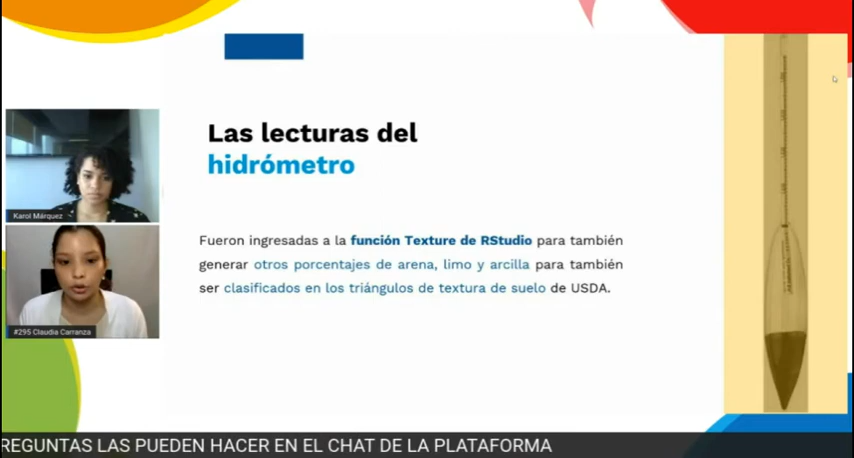 Las lecturas del
hidrómetro
Karol Márquez
Fueron ingresadas a la función Texture de RStudio para también
generar otros porcentajes de arena, limo y arcilla para también
ser clasificados en los triángulos de textura de suelo de USDA.
#295 Claudia Carranza
REGUNTAS LAS PUEDEN HACER EN EL CHAT DE LA PLATAFORMA